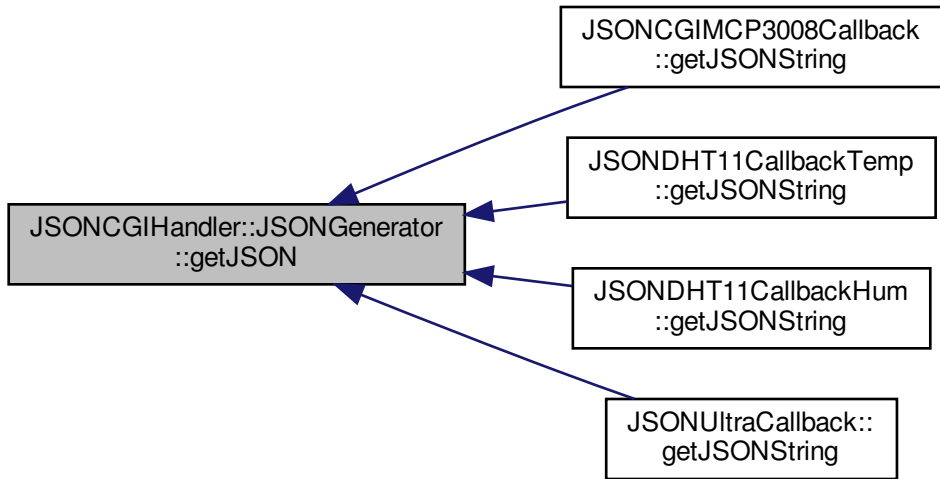 JSONCGIMCP3008Callback
::getJSONString
JSONDHT11CallbackTemp
::getJSONString
JSONCGIHandler::JSONGenerator
::getJSON
JSONDHT11CallbackHum
::getJSONString
JSONUltraCallback::
getJSONString